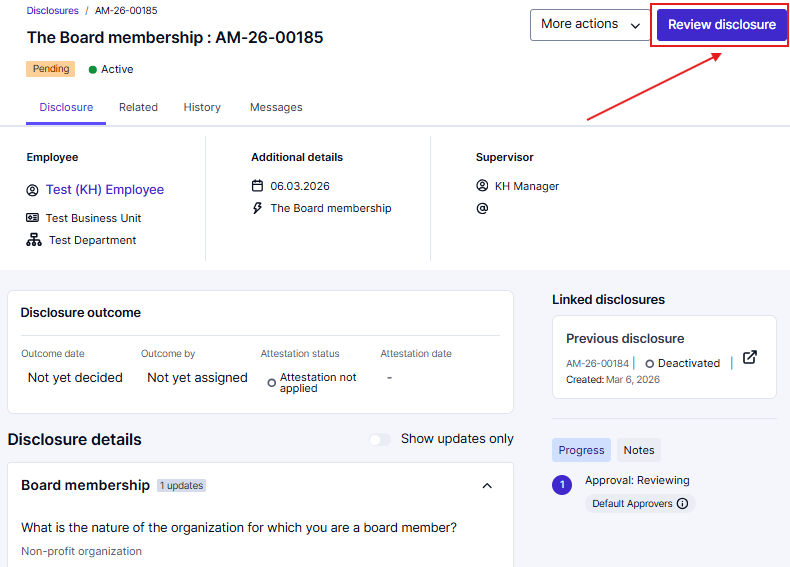 Disclosures / AM-26-00185
The Board membership : AM-26-00185
More actions
Review disclosure
Pending Active
Disclosure Related History Messages
Employee
Test (KH) Employee
Test Business Unit
Test Department
Additional details
06.03.2026
The Board membership
Supervisor
KH Manager
Disclosure outcome
Outcome date
Not yet decided
Outcome by
Not yet assigned
Attestation status
Attestation not
applied
Attestation date
-
Linked disclosures
Previous disclosure
AM-26-00184 | Deactivated |
Created: Mar 6, 2026
Disclosure details
Show updates only
Board membership 1 updates
What is the nature of the organization for which you are a board member?
Non-profit organization
Progress Notes
1 Approval: Reviewing
Default Approvers